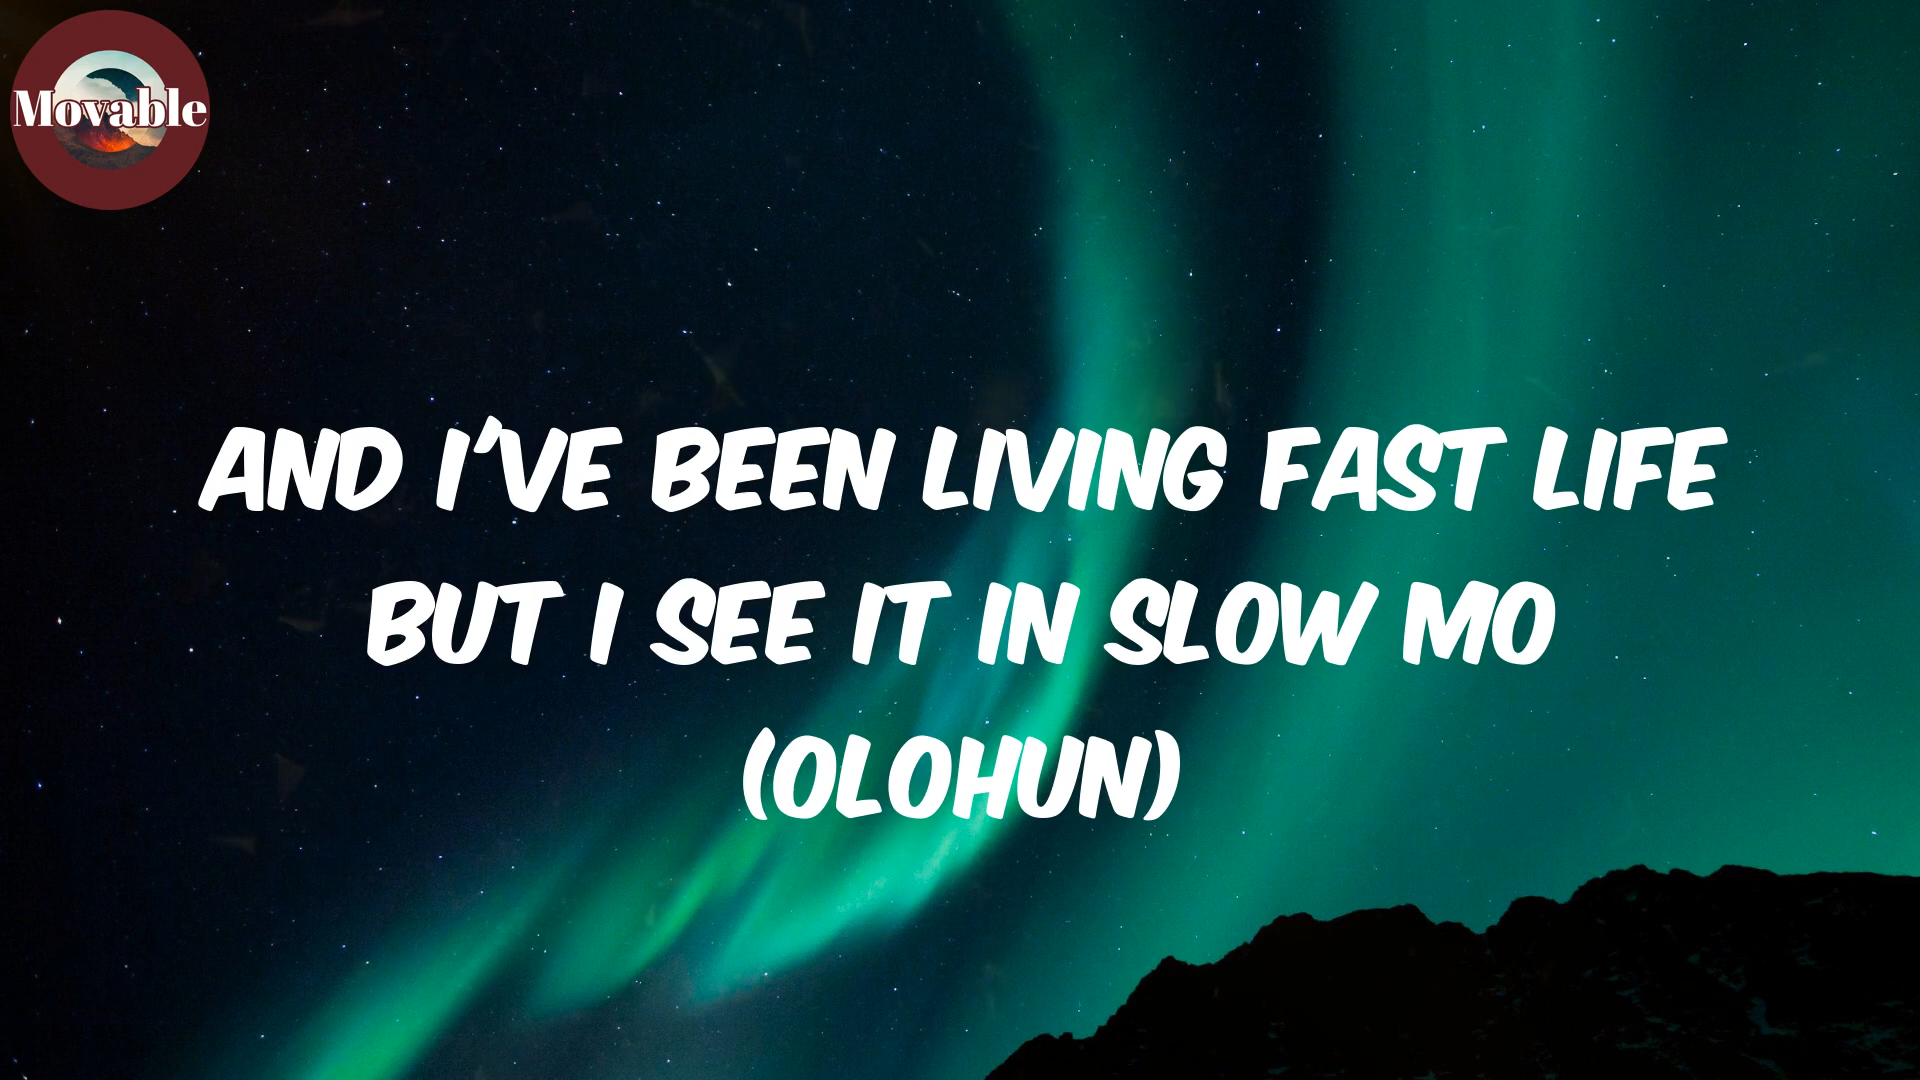 Movable
AND I'VE BEEN LIVING FAST LIFE
BUT I SEE IT IN SLOW MO
(OLOHUN)